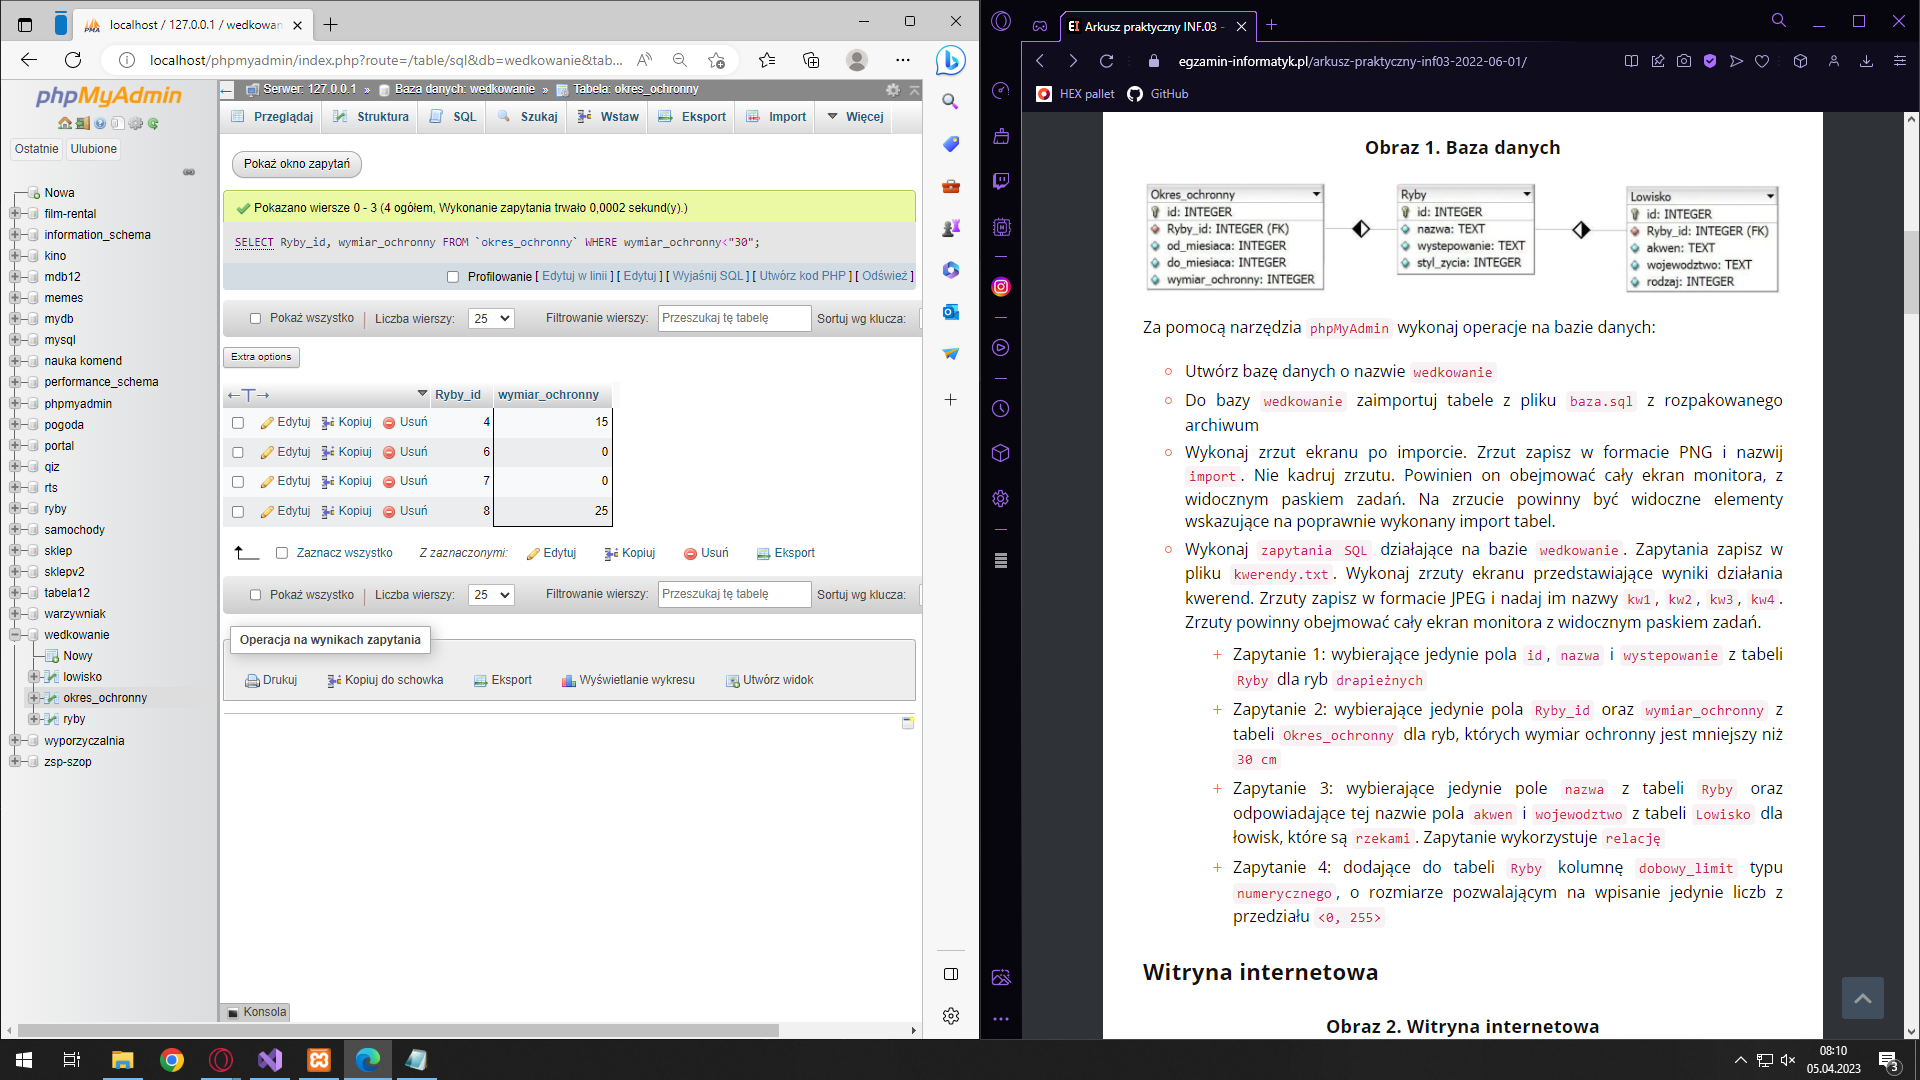 localhost / 127.0.0.1 / wedkowan
localhost/phpmyadmin/index.php?route=/table/sql&db=wedkowanie&tab...
phpMyAdmin
Ostatnie
Ulubione
Nowa
film-rental
information_schema
kino
mdb12
memes
mydb
mysql
nauka komend
performance_schema
phpmyadmin
pogoda
portal
qiz
rts
ryby
samochody
sklep
sklepv2
tabela12
warzywniak
wedkowanie
Nowy
lowisko
okres_ochronny
ryby
wyporzyczalnia
zsp-szop
Serwer: 127.0.0.1 » Baza danych: wedkowanie » Tabela: okres_ochronny
Przeglądaj
Struktura
SQL
Szukaj
Wstaw
Eksport
Import
Więcej
Pokaż okno zapytań
Pokazano wiersze 0 - 3 (4 ogółem, Wykonanie zapytania trwało 0,0002 sekund(y).)
SELECT Ryby_id, wymiar_ochronny FROM `okres_ochronny` WHERE wymiar_ochronny<"30";
Profilowanie [ Edytuj w linii ] [ Edytuj ] [ Wyjaśnij SQL ] [ Utwórz kod PHP ] [ Odśwież ]
Pokaż wszystko | Liczba wierszy: 25 Filtrowanie wierszy: Przeszukaj tę tabelę Sortuj wg klucza:
Extra options
←T→ Ryby_id wymiar_ochronny
Edytuj Kopiuj Usuń 4 15
Edytuj Kopiuj Usuń 6 0
Edytuj Kopiuj Usuń 7 0
Edytuj Kopiuj Usuń 8 25
Zaznacz wszystko Z zaznaczonymi: Edytuj Kopiuj Usuń Eksport
Pokaż wszystko | Liczba wierszy: 25 Filtrowanie wierszy: Przeszukaj tę tabelę Sortuj wg klucza:
Operacja na wynikach zapytania
Drukuj Kopiuj do schowka Eksport Wyświetlanie wykresu Utwórz widok
Konsola
EI Arkusz praktyczny INF.03 -
egzamin-informatyk.pl/arkusz-praktyczny-inf03-2022-06-01/
HEX pallet
GitHub
Obraz 1. Baza danych
Okres_ochronny
id: INTEGER
Ryby_id: INTEGER (FK)
od_miesiaca: INTEGER
do_miesiaca: INTEGER
wymiar_ochronny: INTEGER
Ryby
id: INTEGER
nazwa: TEXT
wystepowanie: TEXT
styl_zycia: INTEGER
Lowisko
id: INTEGER
Ryby_id: INTEGER (FK)
akwen: TEXT
wojewodztwo: TEXT
rodzaj: INTEGER
Za pomocą narzędzia phpMyAdmin wykonaj operacje na bazie danych:
Utwórz bazę danych o nazwie wedkowanie
Do bazy wedkowanie zaimportuj tabele z pliku baza.sql z rozpakowanego
archiwum
Wykonaj zrzut ekranu po imporcie. Zrzut zapisz w formacie PNG i nazwij
import. Nie kadruj zrzutu. Powinien on obejmować cały ekran monitora, z
widocznym paskiem zadań. Na zrzucie powinny być widoczne elementy
wskazujące na poprawnie wykonany import tabel.
Wykonaj zapytania SQL działające na bazie wedkowanie. Zapytania zapisz w
pliku kwerendy.txt. Wykonaj zrzuty ekranu przedstawiające wyniki działania
kwerend. Zrzuty zapisz w formacie JPEG i nadaj im nazwy kw1, kw2, kw3, kw4.
Zrzuty powinny obejmować cały ekran monitora z widocznym paskiem zadań.
+ Zapytanie 1: wybierające jedynie pola id, nazwa i wystepowanie z tabeli
Ryby dla ryb drapieżnych
+ Zapytanie 2: wybierające jedynie pola Ryby_id oraz wymiar_ochronny z
tabeli Okres_ochronny dla ryb, których wymiar ochronny jest mniejszy niż
30 cm
+ Zapytanie 3: wybierające jedynie pole nazwa z tabeli Ryby oraz
odpowiadające tej nazwie pola akwen i wojewodztwo z tabeli Lowisko dla
łowisk, które są rzekami. Zapytanie wykorzystuje relację
+ Zapytanie 4: dodające do tabeli Ryby kolumnę dobowy_limit typu
numerycznego, o rozmiarze pozwalającym na wpisanie jedynie liczb z
przedziału <0, 255>
Witryna internetowa
Obraz 2. Witryna internetowa
08:10
05.04.2023
3